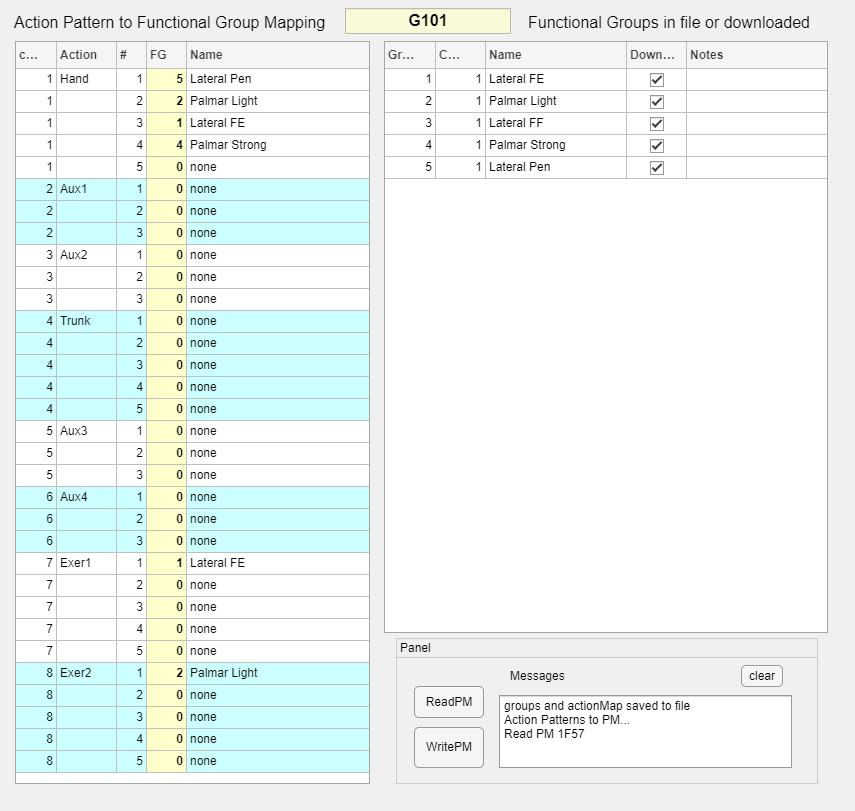 Action Pattern to Functional Group Mapping G101 Functional Groups in file or downloaded
c... Action # FG Name
1 Hand 1 5 Lateral Pen
1 2 2 Palmar Light
1 3 1 Lateral FE
1 4 4 Palmar Strong
1 5 0 none
2 Aux1 1 0 none
2 2 0 none
2 3 0 none
3 Aux2 1 0 none
3 2 0 none
3 3 0 none
4 Trunk 1 0 none
4 2 0 none
4 3 0 none
4 4 0 none
4 5 0 none
5 Aux3 1 0 none
5 2 0 none
5 3 0 none
6 Aux4 1 0 none
6 2 0 none
6 3 0 none
7 Exer1 1 1 Lateral FE
7 2 0 none
7 3 0 none
7 4 0 none
7 5 0 none
8 Exer2 1 2 Palmar Light
8 2 0 none
8 3 0 none
8 4 0 none
8 5 0 none
Gr... C... Name Down... Notes
1 1 Lateral FE
2 1 Palmar Light
3 1 Lateral FF
4 1 Palmar Strong
5 1 Lateral Pen
Panel
Messages clear
ReadPM
WritePM
groups and actionMap saved to file
Action Patterns to PM...
Read PM 1F57